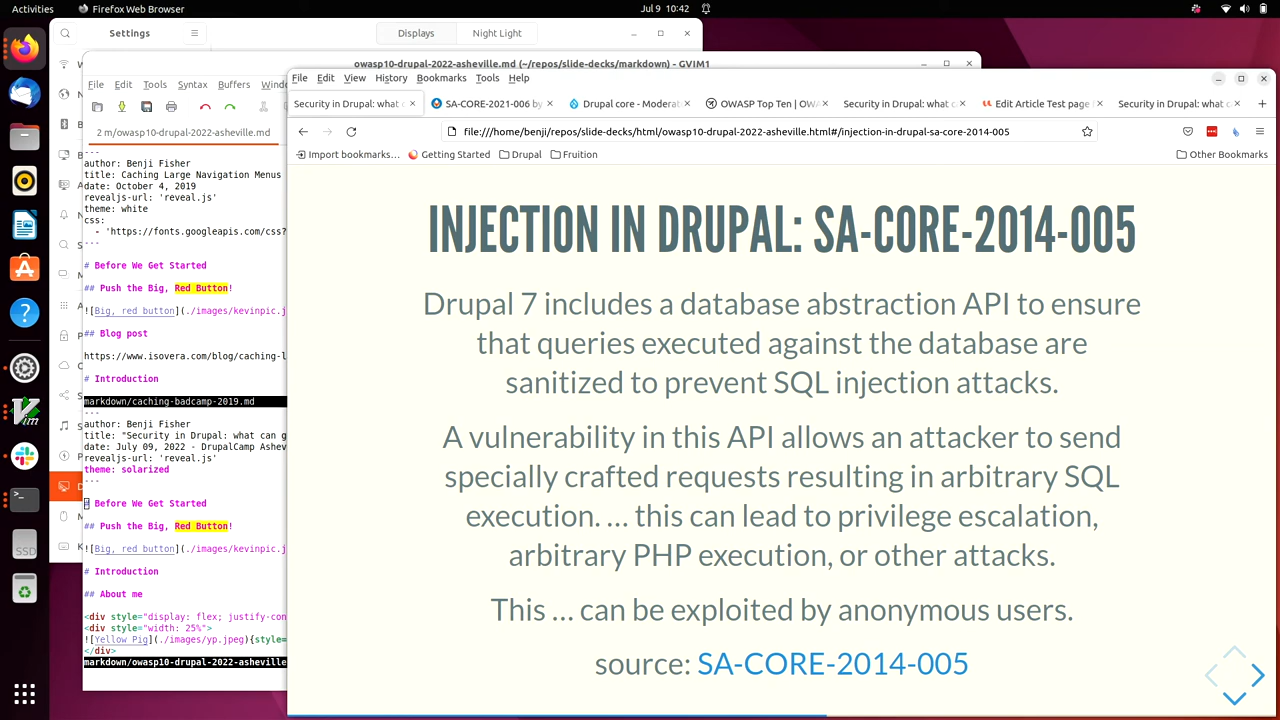 Activities
Firefox Web Browser
Jul 9 10:42
Settings
Displays
Night Light
owasp10-drupal-2022-asheville.md (~/repos/slide-decks/markdown) - GVIM1
File Edit Tools Syntax Buffers
2 m/owasp10-drupal-2022-asheville.md
---
author: Benji Fisher
title: Caching Large Navigation Menus
date: October 4, 2019
revealjs-url: 'reveal.js'
theme: white
css:
- 'https://fonts.googleapis.com/css?
---
# Before We Get Started
## Push the Big, Red Button!
![Big, red button](./images/kevinpic.j
## Blog post
https://www.isovera.com/blog/caching-l
# Introduction
markdown/caching-badcamp-2019.md
---
author: Benji Fisher
title: "Security in Drupal: what can g
date: July 09, 2022 - DrupalCamp Ashev
revealjs-url: 'reveal.js'
theme: solarized
---
# Before We Get Started
## Push the Big, Red Button!
![Big, red button](./images/kevinpic.j
# Introduction
## About me
<div style="display: flex; justify-con
<div style="width: 25%">
![Yellow Pig](./images/yp.jpeg){style=
</div>
markdown/owasp10-drupal-2022-asheville
File Edit View History Bookmarks Tools Help
Security in Drupal: what c
SA-CORE-2021-006 by
Drupal core - Moderat
OWASP Top Ten | OWA
Security in Drupal: what c
Edit Article Test page
Security in Drupal: what c
file:///home/benji/repos/slide-decks/html/owasp10-drupal-2022-asheville.html#/injection-in-drupal-sa-core-2014-005
Import bookmarks… Getting Started Drupal Fruition Other Bookmarks
INJECTION IN DRUPAL: SA-CORE-2014-005
Drupal 7 includes a database abstraction API to ensure
that queries executed against the database are
sanitized to prevent SQL injection attacks.
A vulnerability in this API allows an attacker to send
specially crafted requests resulting in arbitrary SQL
execution. … this can lead to privilege escalation,
arbitrary PHP execution, or other attacks.
This … can be exploited by anonymous users.
source: SA-CORE-2014-005
SSD